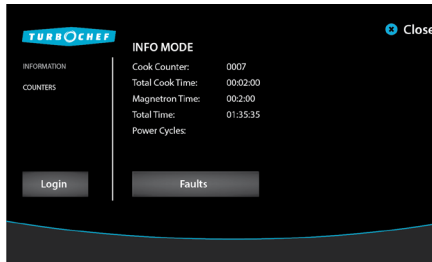 TURBOCHEF
Close
INFO MODE
INFORMATION
COUNTERS
Cook Counter: 0007
Total Cook Time: 00:02:00
Magnetron Time: 00:2:00
Total Time: 01:35:35
Power Cycles:
Login
Faults